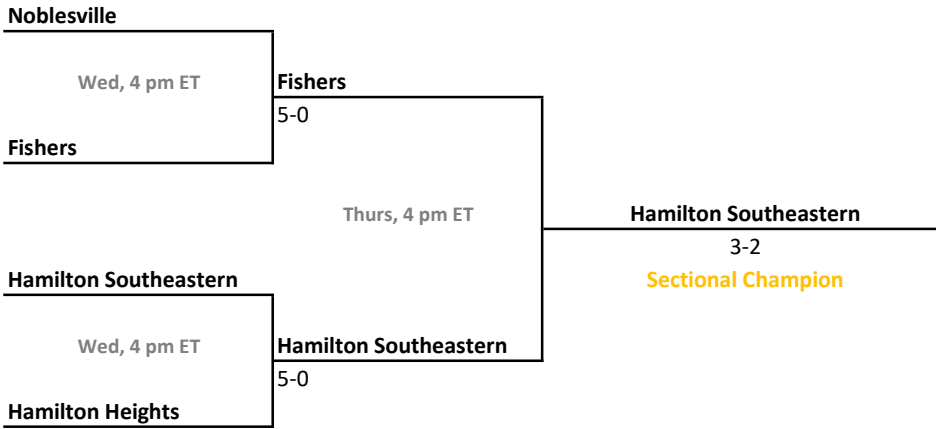 Noblesville
Wed, 4 pm ET
Fishers
5-0
Fishers
Thurs, 4 pm ET
Hamilton Southeastern
3-2
Sectional Champion
Hamilton Southeastern
Wed, 4 pm ET
Hamilton Southeastern
5-0
Hamilton Heights